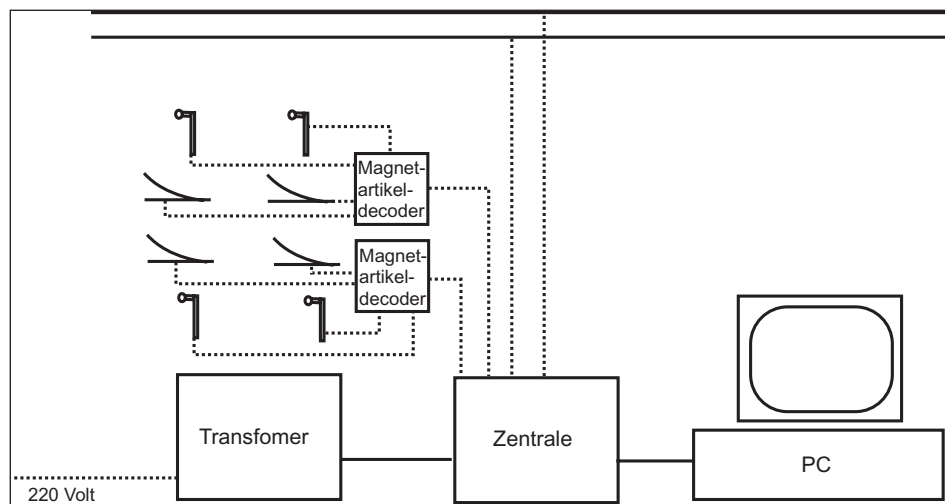 Magnet-
artikel-
decoder
Magnet-
artikel-
decoder
Transfomer
Zentrale
PC
220 Volt